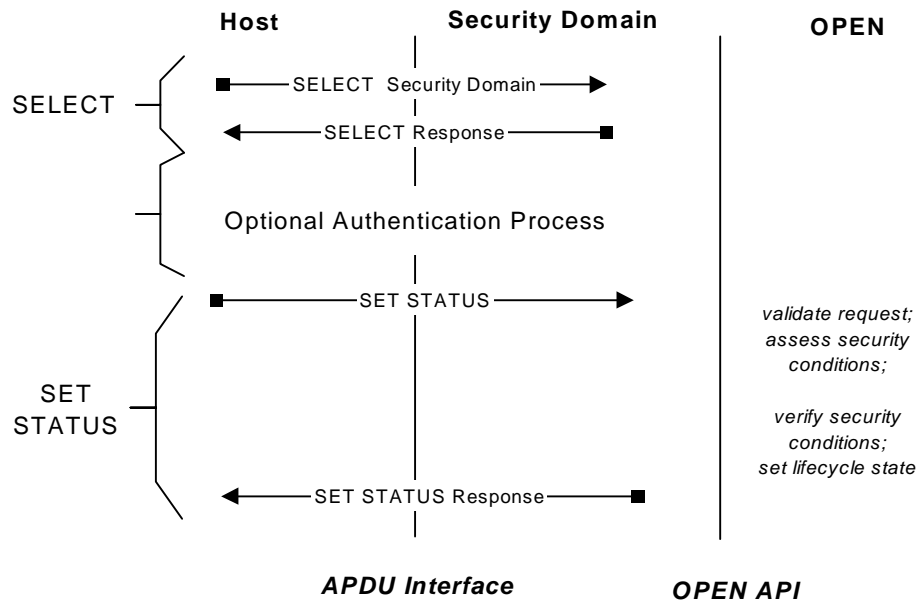 Host
Security Domain
OPEN
SELECT
SELECT Security Domain
SELECT Response
Optional Authentication Process
SET STATUS
validate request;
assess security
conditions;
SET
STATUS
verify security
conditions;
set lifecycle state
SET STATUS Response
APDU Interface
OPEN API